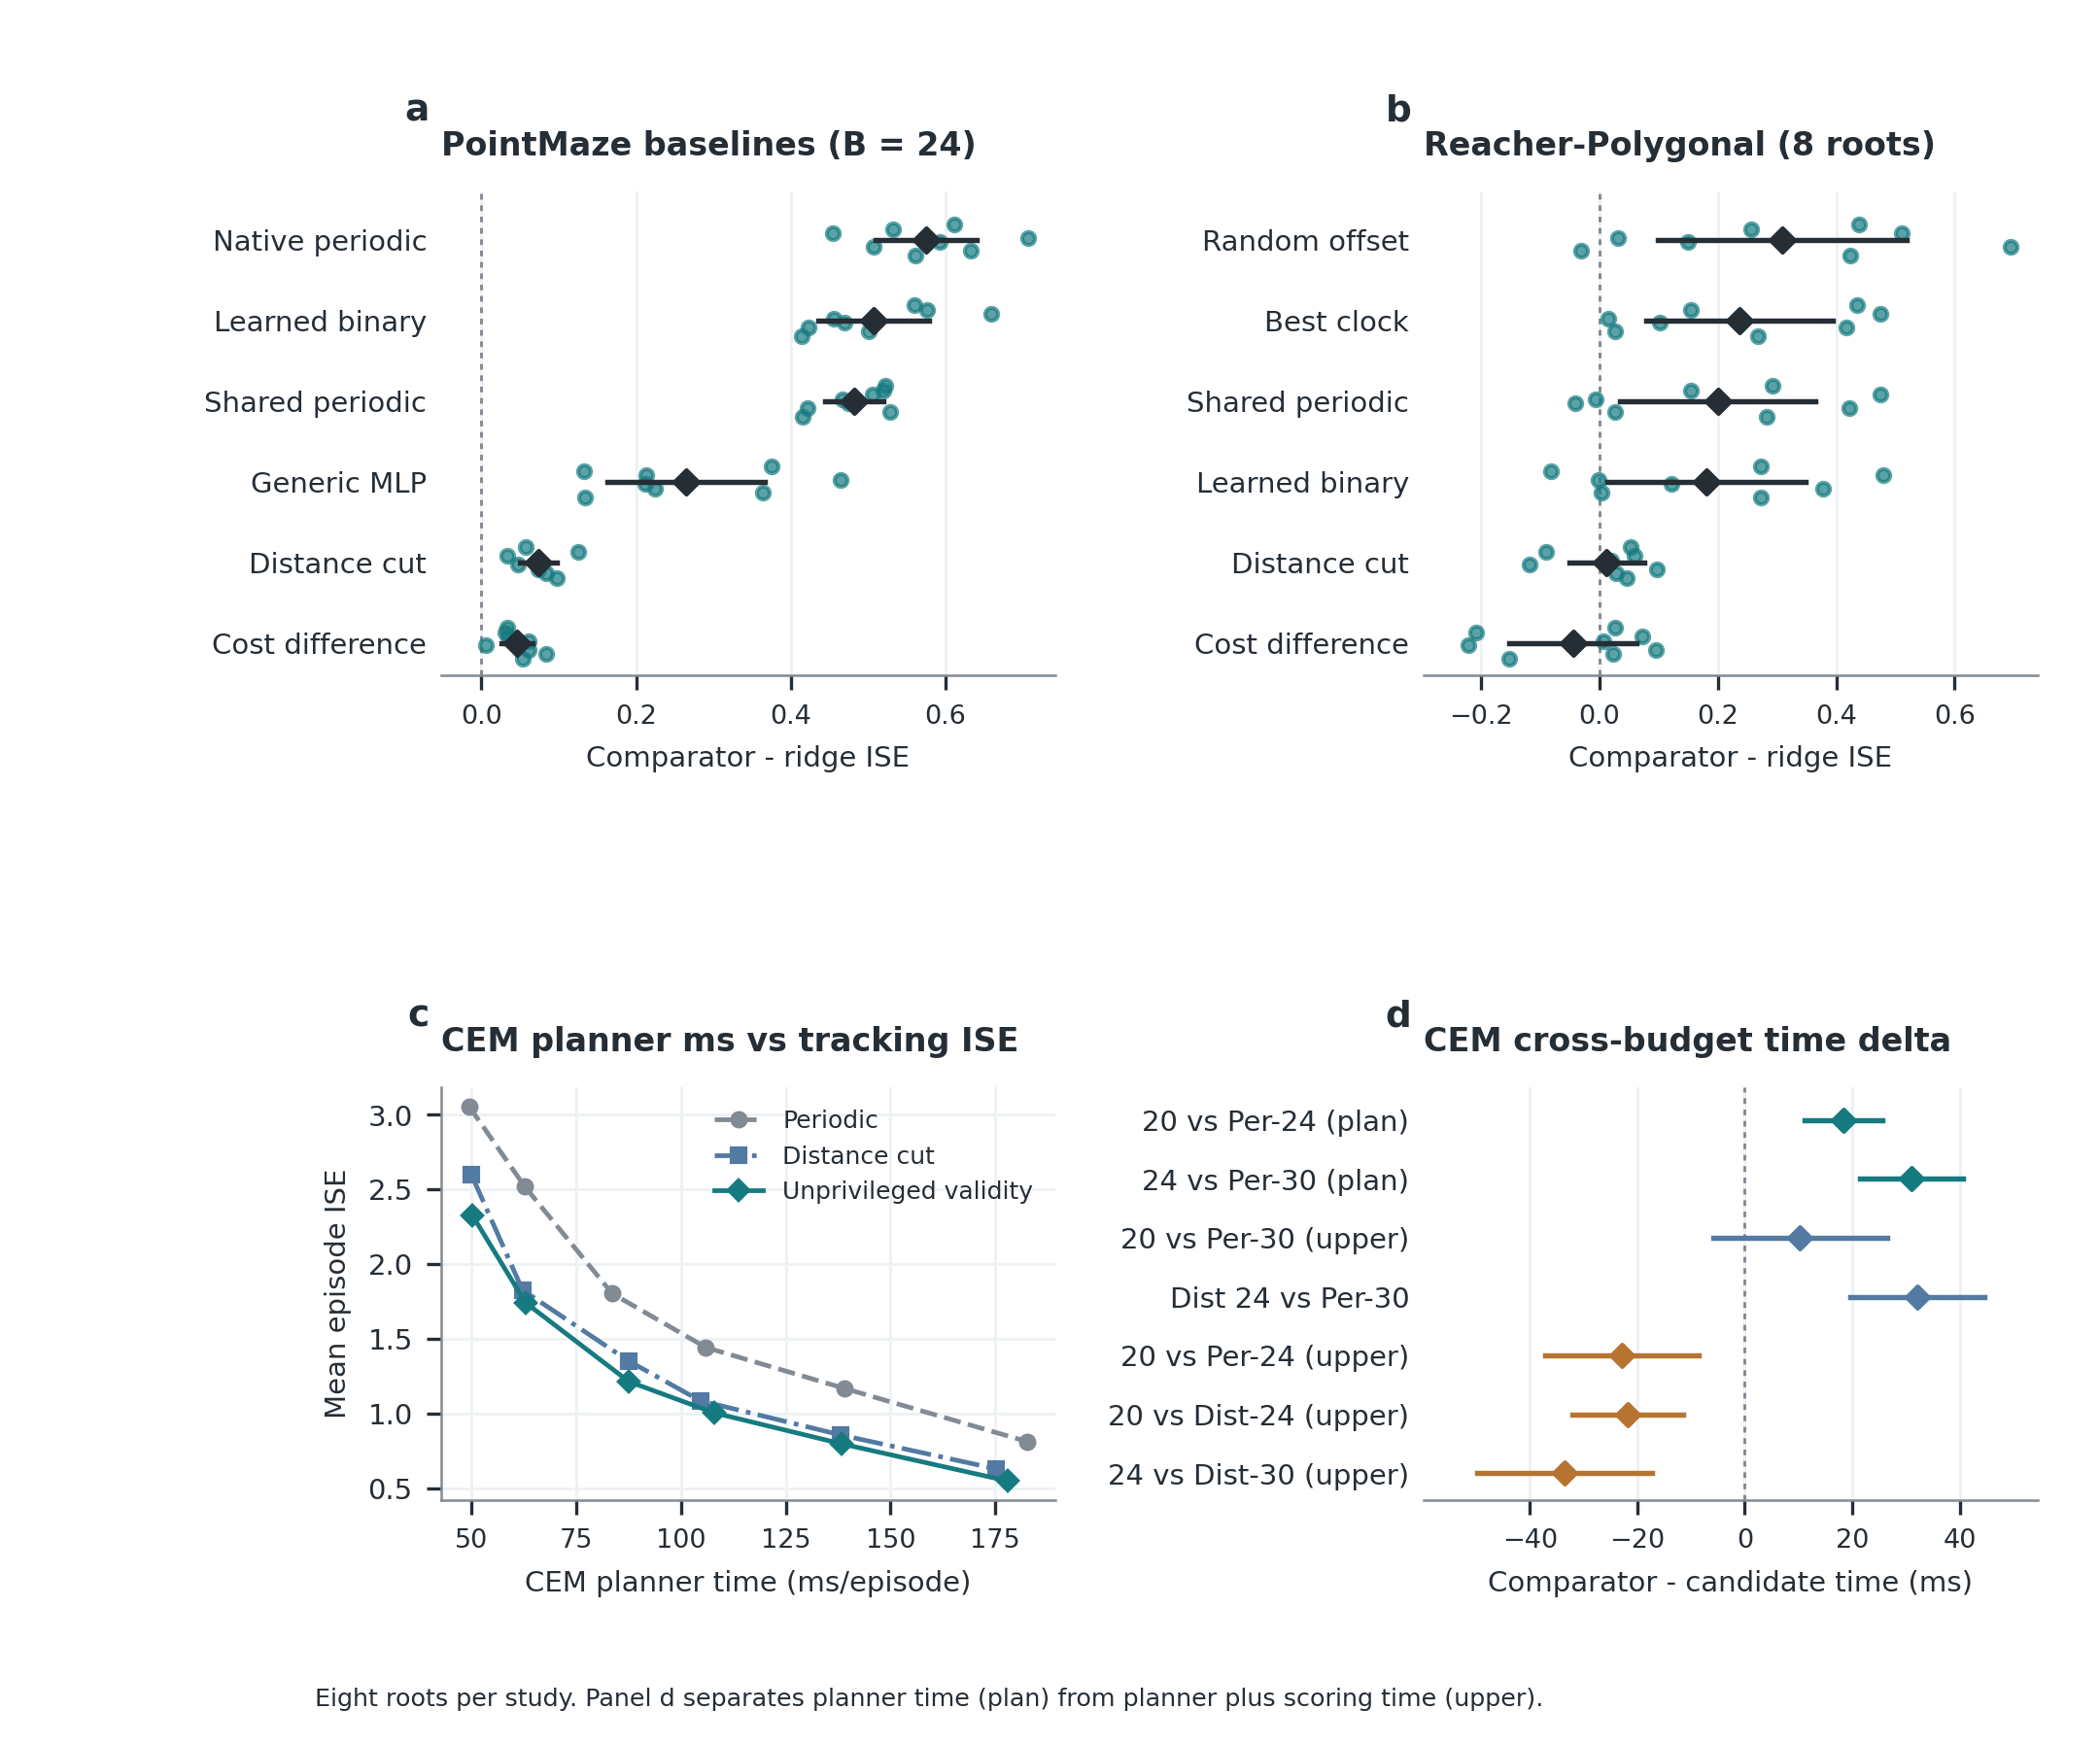 a
PointMaze baselines (B = 24)
Native periodic
Learned binary
Shared periodic
Generic MLP
Distance cut
Cost difference
0.0 0.2 0.4 0.6
Comparator - ridge ISE
b
Reacher-Polygonal (8 roots)
Random offset
Best clock
Shared periodic
Learned binary
Distance cut
Cost difference
−0.2 0.0 0.2 0.4 0.6
Comparator - ridge ISE
c
CEM planner ms vs tracking ISE
Mean episode ISE
3.0
2.5
2.0
1.5
1.0
0.5
Periodic
Distance cut
Unprivileged validity
50 75 100 125 150 175
CEM planner time (ms/episode)
d
CEM cross-budget time delta
20 vs Per-24 (plan)
24 vs Per-30 (plan)
20 vs Per-30 (upper)
Dist 24 vs Per-30
20 vs Per-24 (upper)
20 vs Dist-24 (upper)
24 vs Dist-30 (upper)
−40 −20 0 20 40
Comparator - candidate time (ms)
Eight roots per study. Panel d separates planner time (plan) from planner plus scoring time (upper).